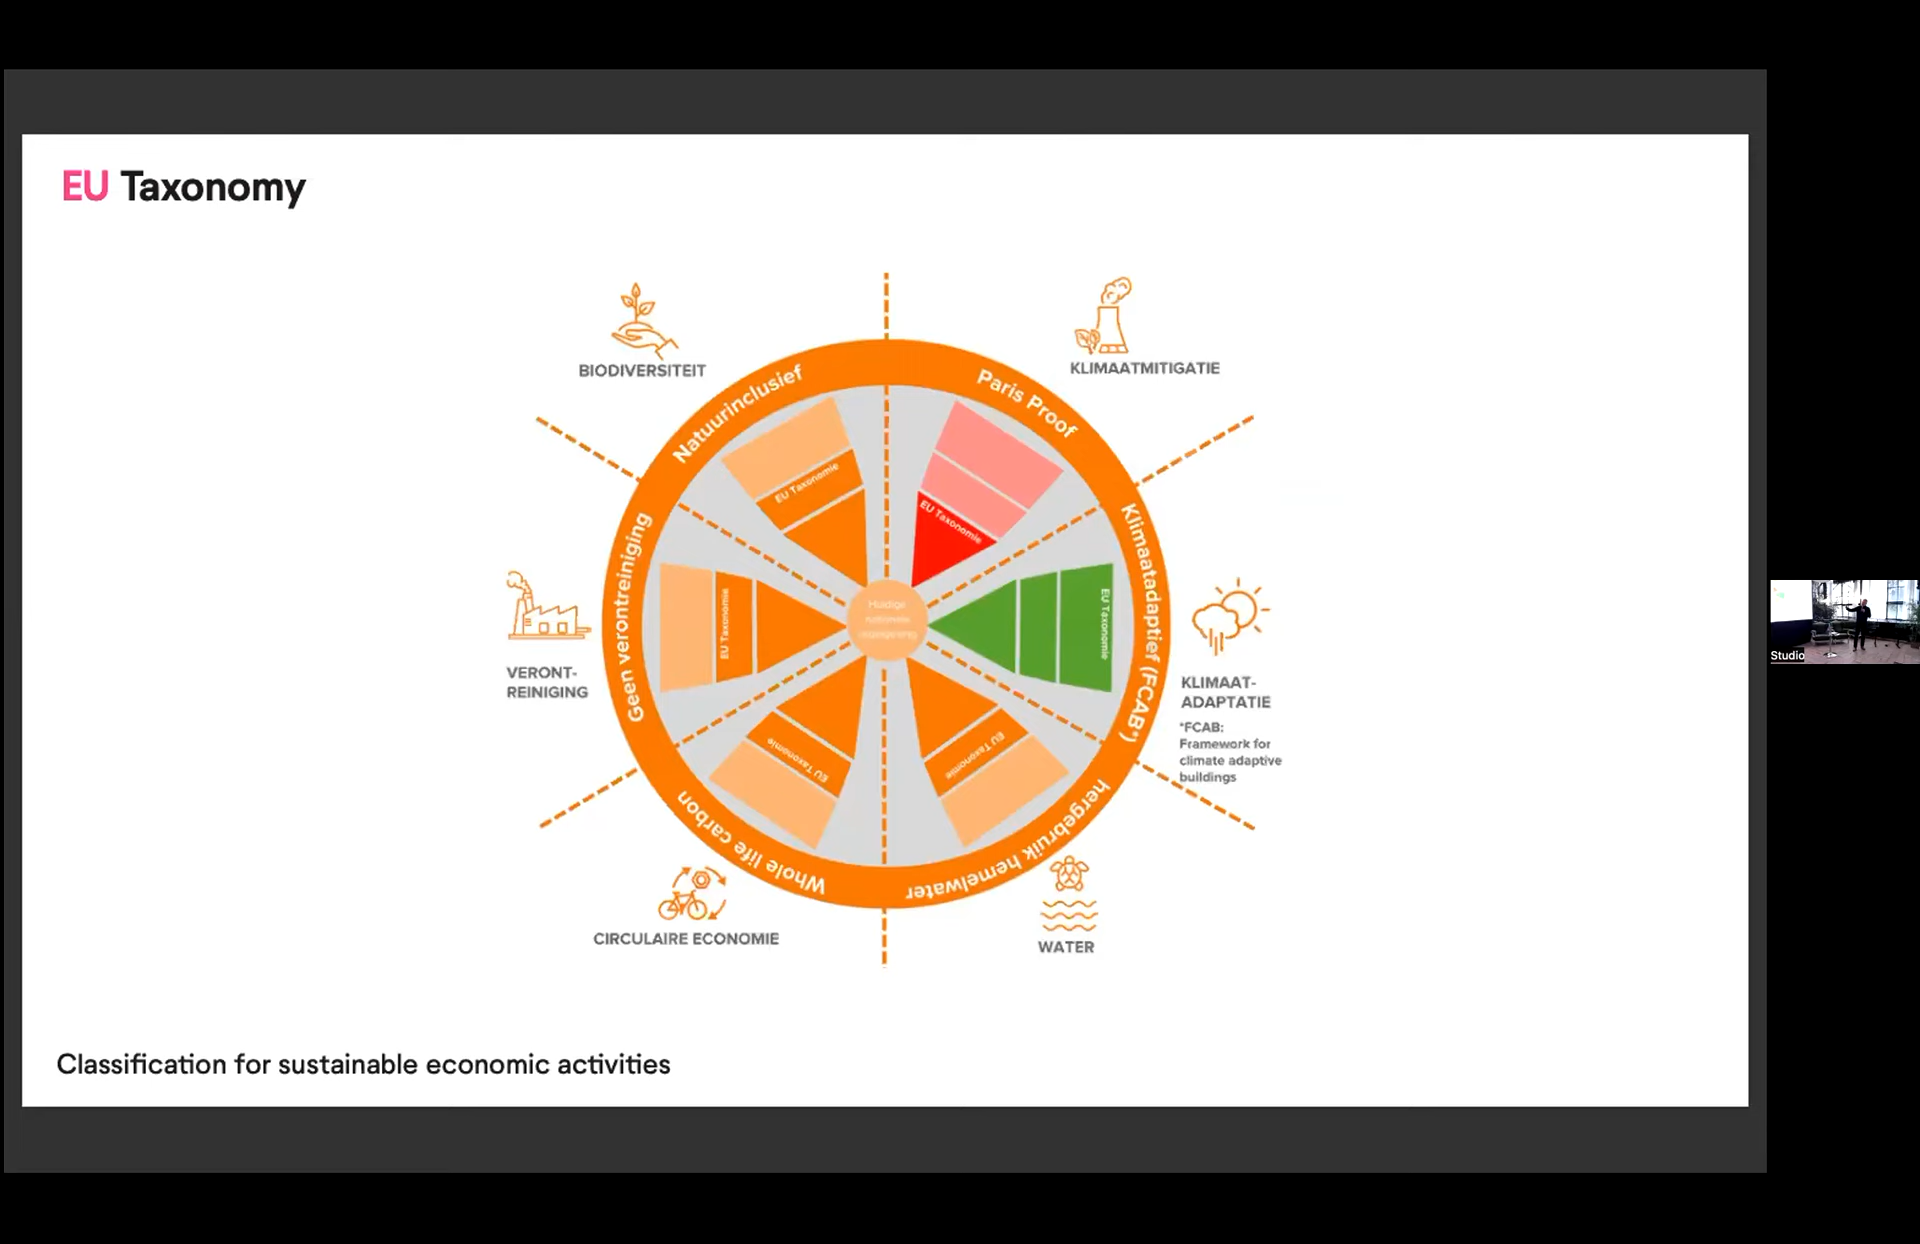 EU Taxonomy
BIODIVERSITEIT
KLIMAATMITIGATIE
Natuurinclusief
Paris Proof
EU Taxonomie
EU Taxonomie
Geen verontreiniging
Klimaatadaptief (FCAB*)
EU Taxonomie
EU Taxonomie
Huidige
nationale
VERONT-
REINIGING
KLIMAAT-
ADAPTATIE
*FCAB:
Framework for
climate adaptive
buildings
Studio
EU Taxonomie
EU Taxonomie
Whole life carbon
hergebruik hemelwater
CIRCULAIRE ECONOMIE
WATER
Classification for sustainable economic activities